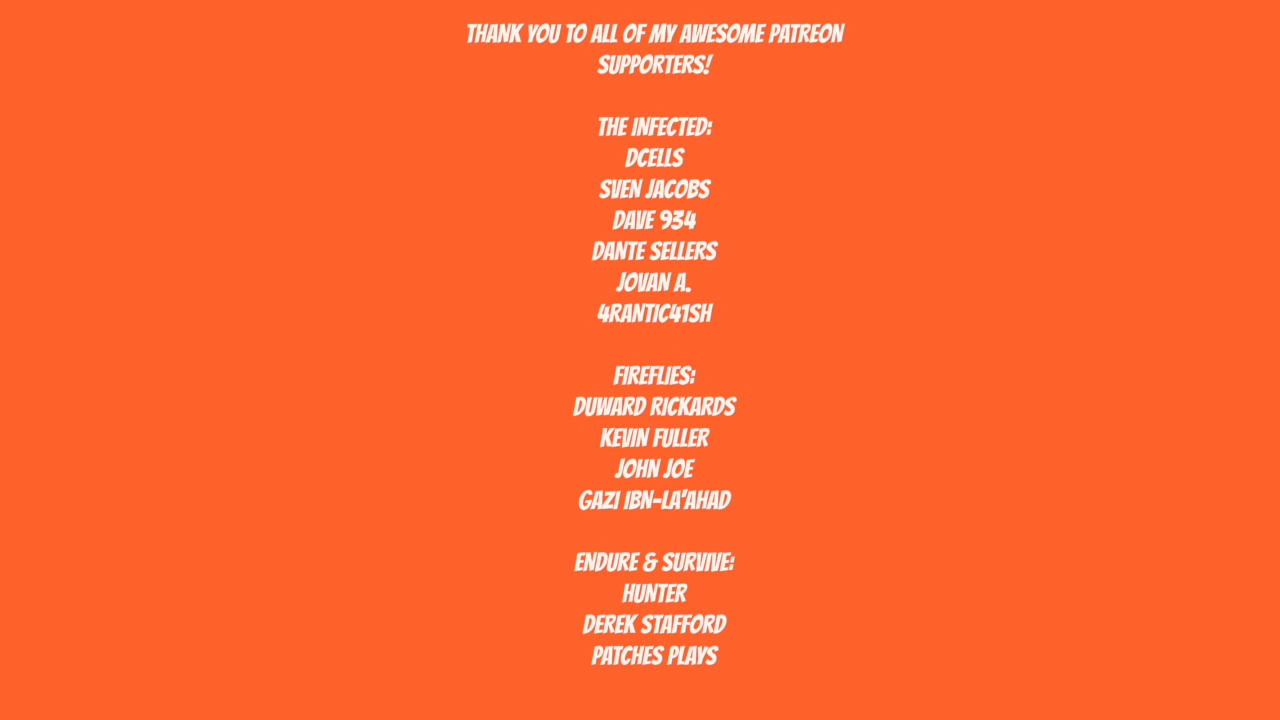 THANK YOU TO ALL OF MY AWESOME PATREON
SUPPORTERS!
THE INFECTED:
DCELLS
SVEN JACOBS
DAVE 934
DANTE SELLERS
JOVAN A.
4RANTIC41SH
FIREFLIES:
DUWARD RICKARDS
KEVIN FULLER
JOHN JOE
GAZI IBN-LA'AHAD
ENDURE & SURVIVE:
HUNTER
DEREK STAFFORD
PATCHES PLAYS